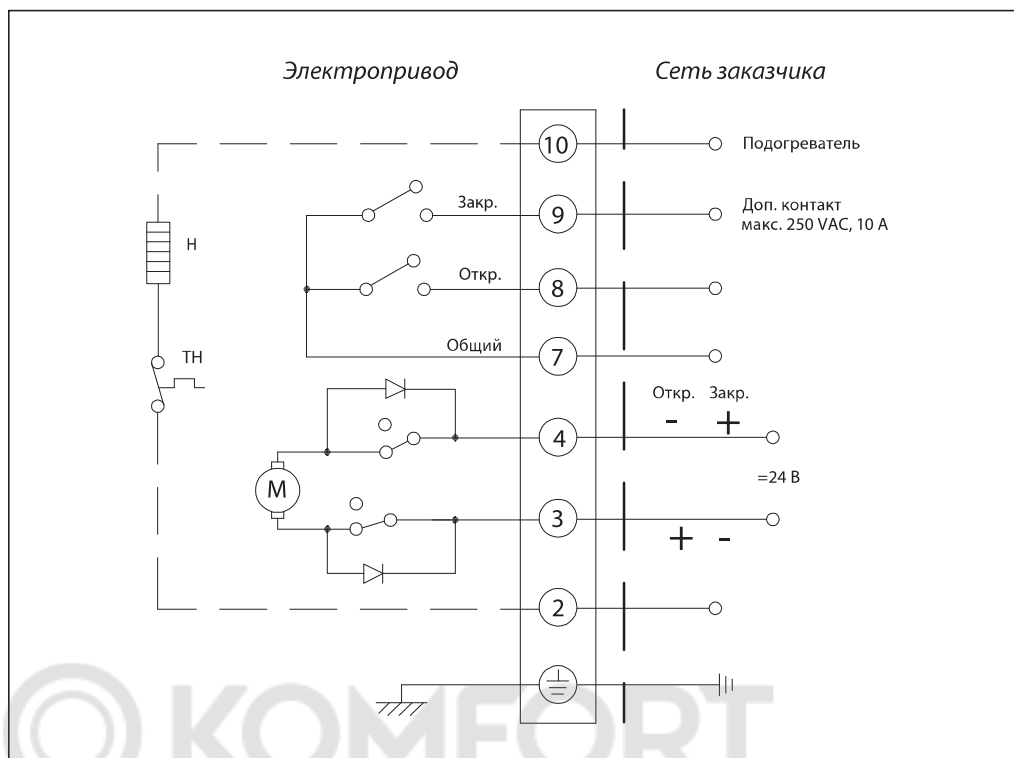 Электропривод
Сеть заказчика
10
Подогреватель
Закр.
9
Доп. контакт
макс. 250 VAC, 10 A
H
Откр.
8
Общий
7
TH
Откр. Закр.
- +
4
=24 В
M
3
+ -
2
KOMFORT